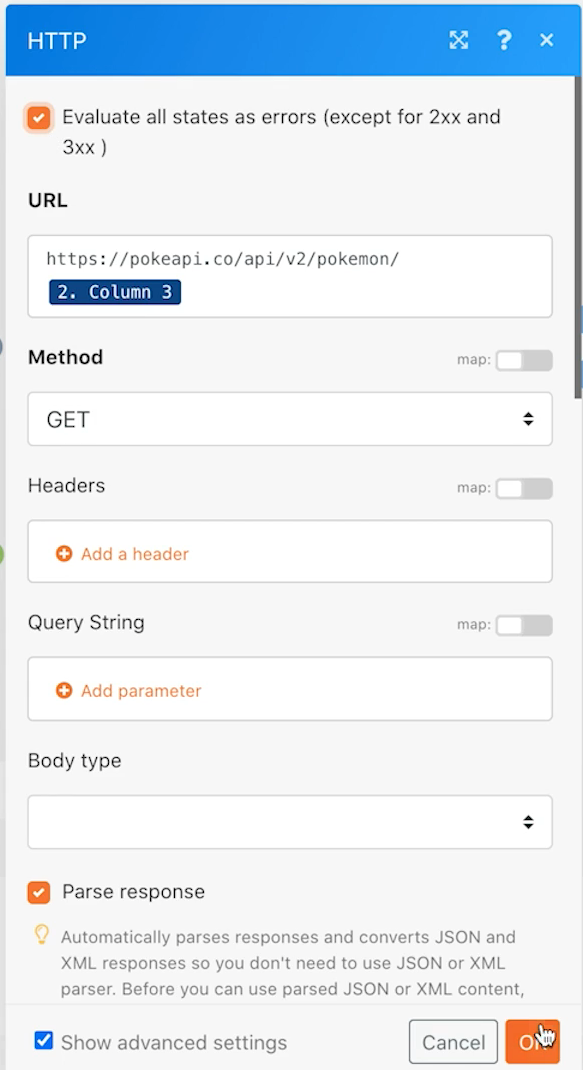 HTTP
Evaluate all states as errors (except for 2xx and
3xx )
URL
https://pokeapi.co/api/v2/pokemon/
2. Column 3
Method
map:
GET
Headers
map:
Add a header
Query String
map:
Add parameter
Body type
Parse response
Automatically parses responses and converts JSON and
XML responses so you don't need to use JSON or XML
parser. Before you can use parsed JSON or XML content,
Show advanced settings
Cancel